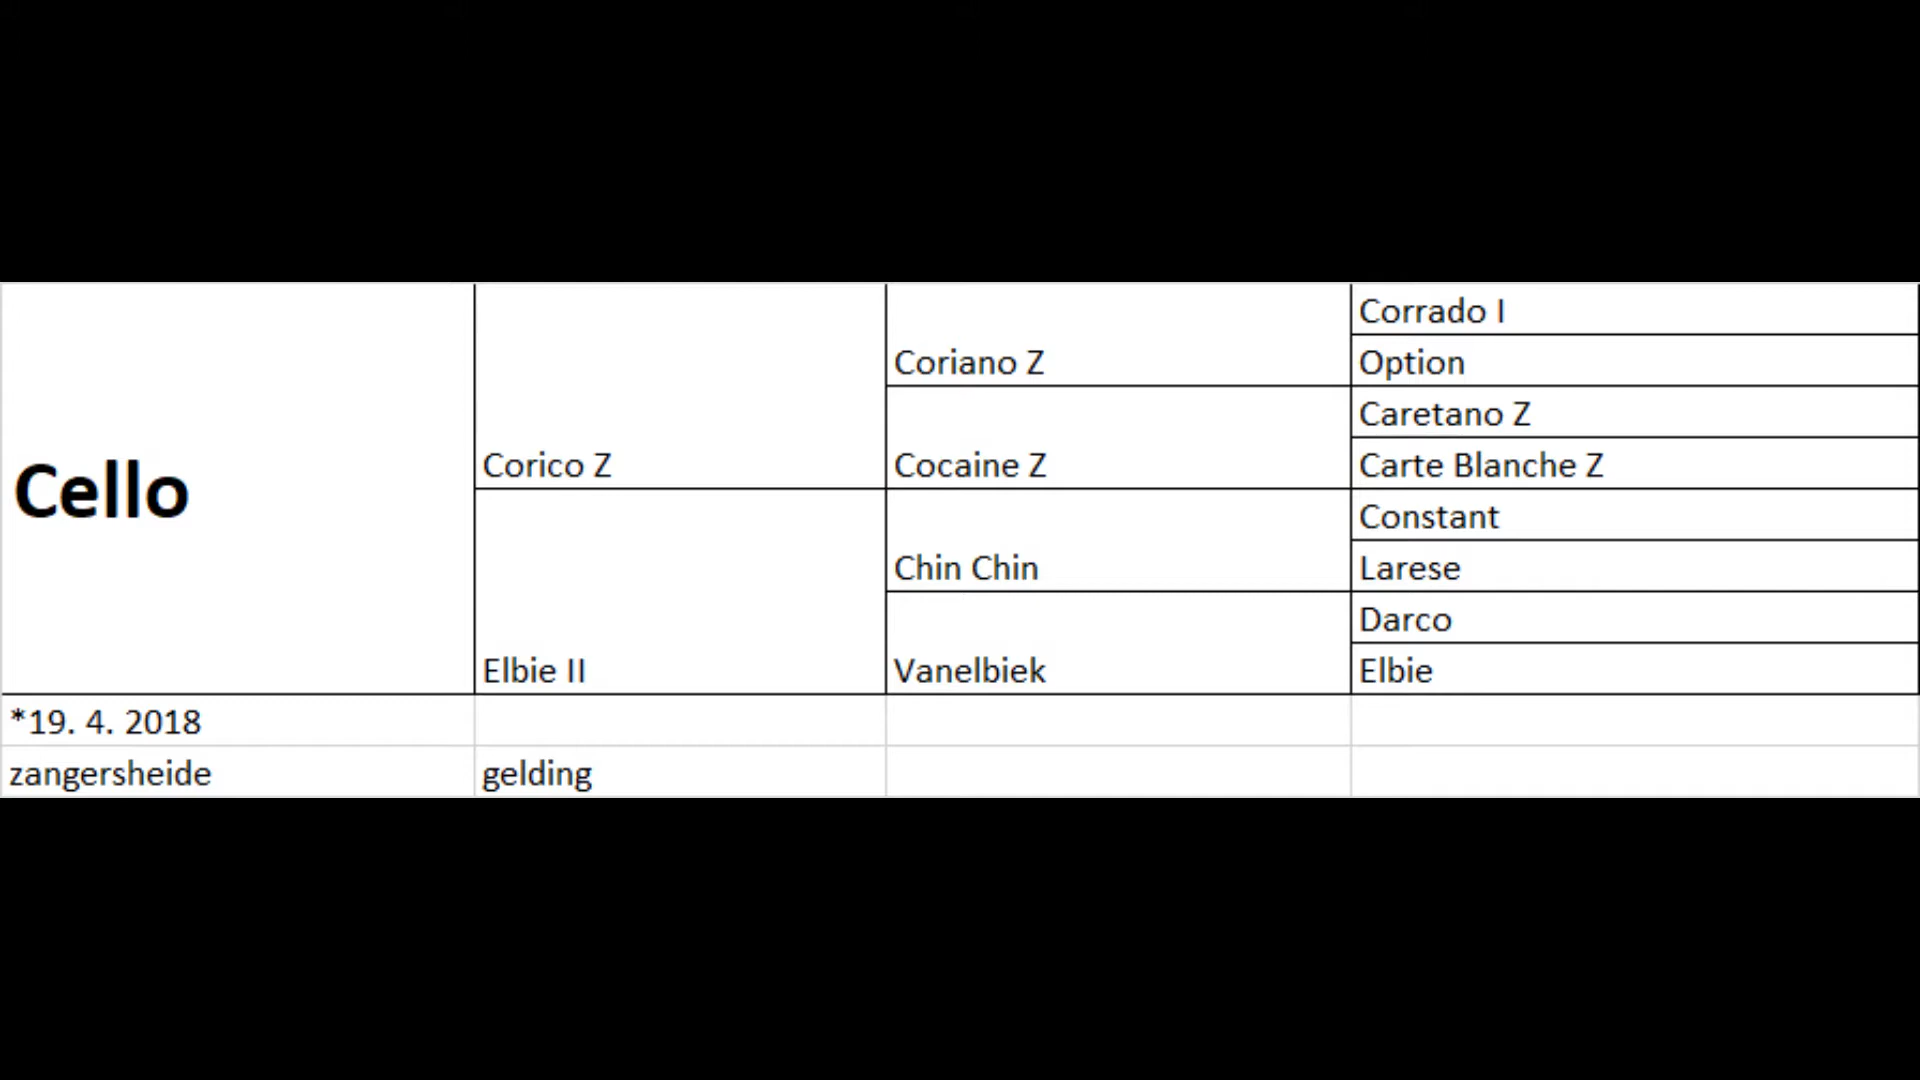 Corrado I
Coriano Z Option
Caretano Z
Cello Corico Z Cocaine Z Carte Blanche Z
Constant
Chin Chin Larese
Darco
Elbie II Vanelbiek Elbie
*19. 4. 2018
zangersheide gelding